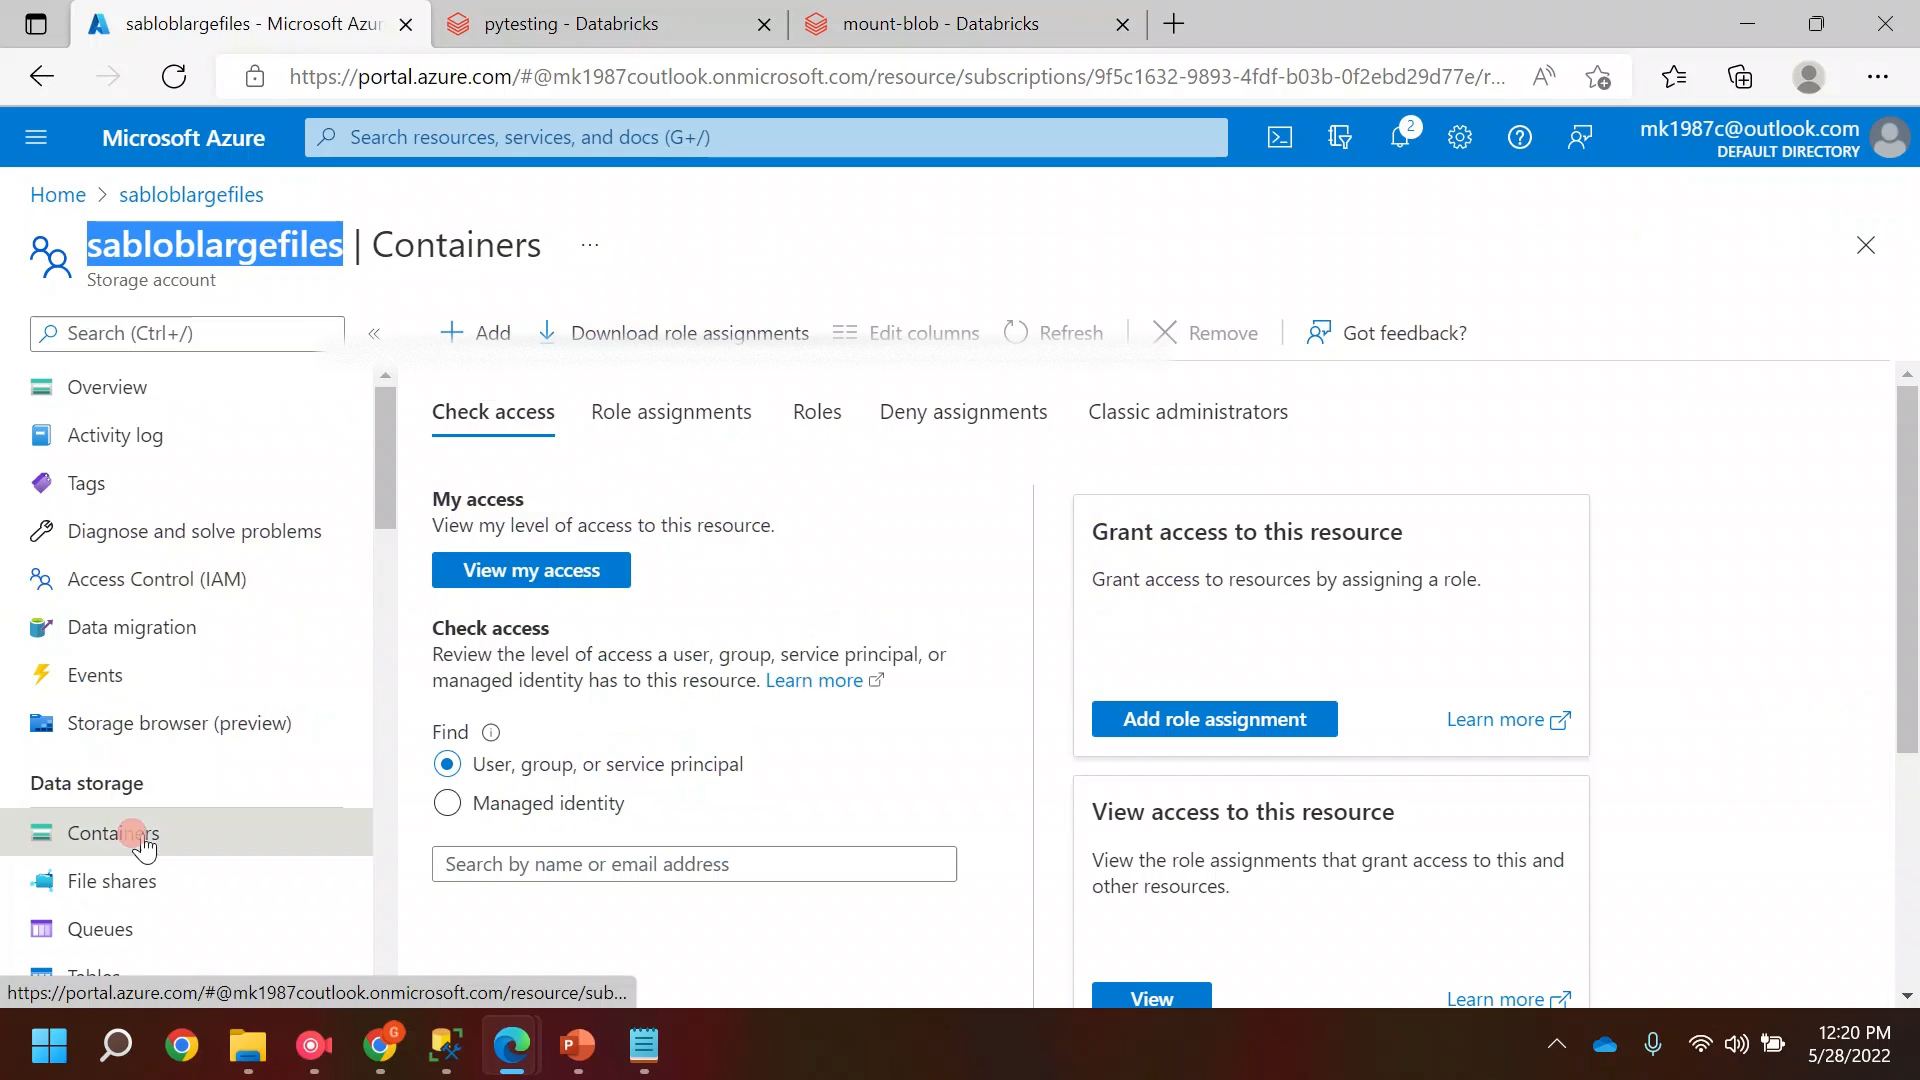 sabloblargefiles - Microsoft Azur
pytesting - Databricks
mount-blob - Databricks
https://portal.azure.com/#@mk1987coutlook.onmicrosoft.com/resource/subscriptions/9f5c1632-9893-4fdf-b03b-0f2ebd29d77e/r...
Microsoft Azure
Search resources, services, and docs (G+/)
2
mk1987c@outlook.com
DEFAULT DIRECTORY
Home > sabloblargefiles
sabloblargefiles | Containers ...
Storage account
Search (Ctrl+/)
«
Add
Download role assignments
Edit columns
Refresh
Remove
Got feedback?
Overview
Activity log
Tags
Diagnose and solve problems
Access Control (IAM)
Data migration
Events
Storage browser (preview)
Data storage
Containers
File shares
Queues
Tables
Check access
Role assignments
Roles
Deny assignments
Classic administrators
My access
View my level of access to this resource.
View my access
Check access
Review the level of access a user, group, service principal, or
managed identity has to this resource. Learn more
Find
User, group, or service principal
Managed identity
Search by name or email address
Grant access to this resource
Grant access to resources by assigning a role.
Add role assignment
Learn more
View access to this resource
View the role assignments that grant access to this and
other resources.
View
Learn more
https://portal.azure.com/#@mk1987coutlook.onmicrosoft.com/resource/sub...
G
12:20 PM
5/28/2022